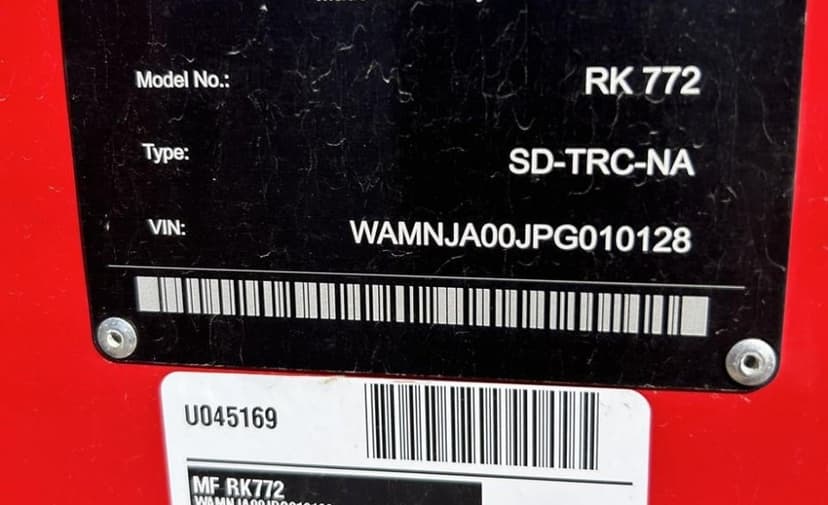 Model No.: RK 772
Type: SD-TRC-NA
VIN: WAMNJA00JPG010128
U045169
MF RK772